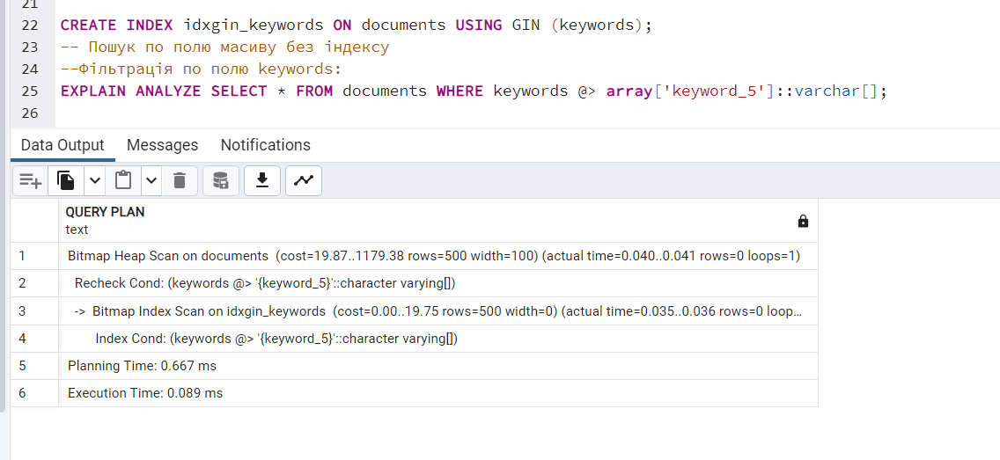 21
22 CREATE INDEX idxgin_keywords ON documents USING GIN (keywords);
23 -- Пошук по полю масиву без індексу
24 --Фільтрація по полю keywords:
25 EXPLAIN ANALYZE SELECT * FROM documents WHERE keywords @> array['keyword_5']::varchar[];
26
Data Output Messages Notifications
QUERY PLAN
text
1 Bitmap Heap Scan on documents (cost=19.87..1179.38 rows=500 width=100) (actual time=0.040..0.041 rows=0 loops=1)
2 Recheck Cond: (keywords @> '{keyword_5}'::character varying[])
3 -> Bitmap Index Scan on idxgin_keywords (cost=0.00..19.75 rows=500 width=0) (actual time=0.035..0.036 rows=0 loop...
4 Index Cond: (keywords @> '{keyword_5}'::character varying[])
5 Planning Time: 0.667 ms
6 Execution Time: 0.089 ms